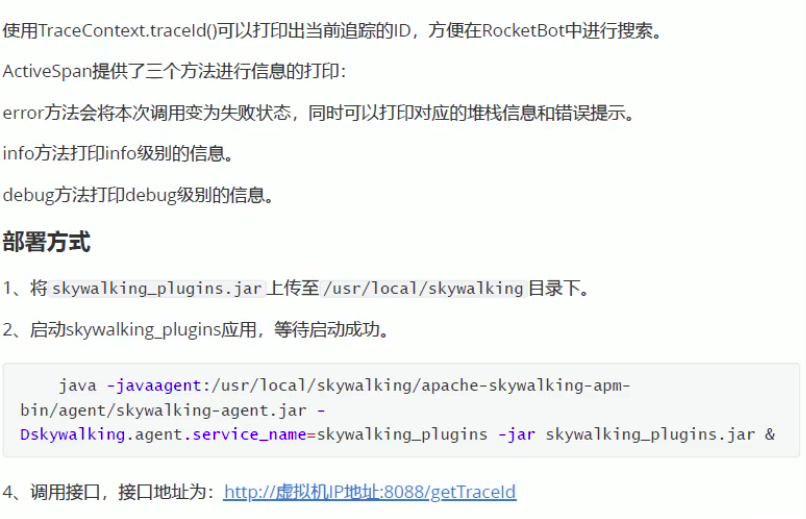 使用TraceContext.traceId()可以打印出当前追踪的ID，方便在RocketBot中进行搜索。
ActiveSpan提供了三个方法进行信息的打印：
error方法会将本次调用变为失败状态，同时可以打印对应的堆栈信息和错误提示。
info方法打印info级别的信息。
debug方法打印debug级别的信息。
部署方式
1、将 skywalking_plugins.jar 上传至 /usr/local/skywalking 目录下。
2、启动skywalking_plugins应用，等待启动成功。
java -javaagent:/usr/local/skywalking/apache-skywalking-apm-
bin/agent/skywalking-agent.jar -
Dskywalking.agent.service_name=skywalking_plugins -jar skywalking_plugins.jar &
4、调用接口，接口地址为：http://虚拟机IP地址:8088/getTraceId